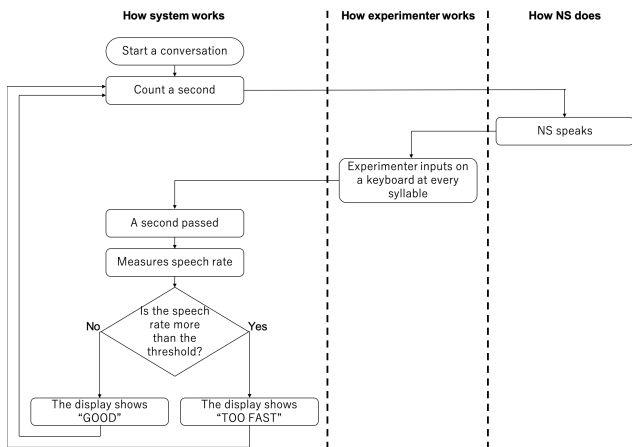 How system works
How experimenter works
How NS does
Start a conversation
Count a second
NS speaks
Experimenter inputs on
a keyboard at every
syllable
A second passed
Measures speech rate
Is the speech
rate more
than the
threshold?
No
Yes
The display shows
“GOOD”
The display shows
“TOO FAST”